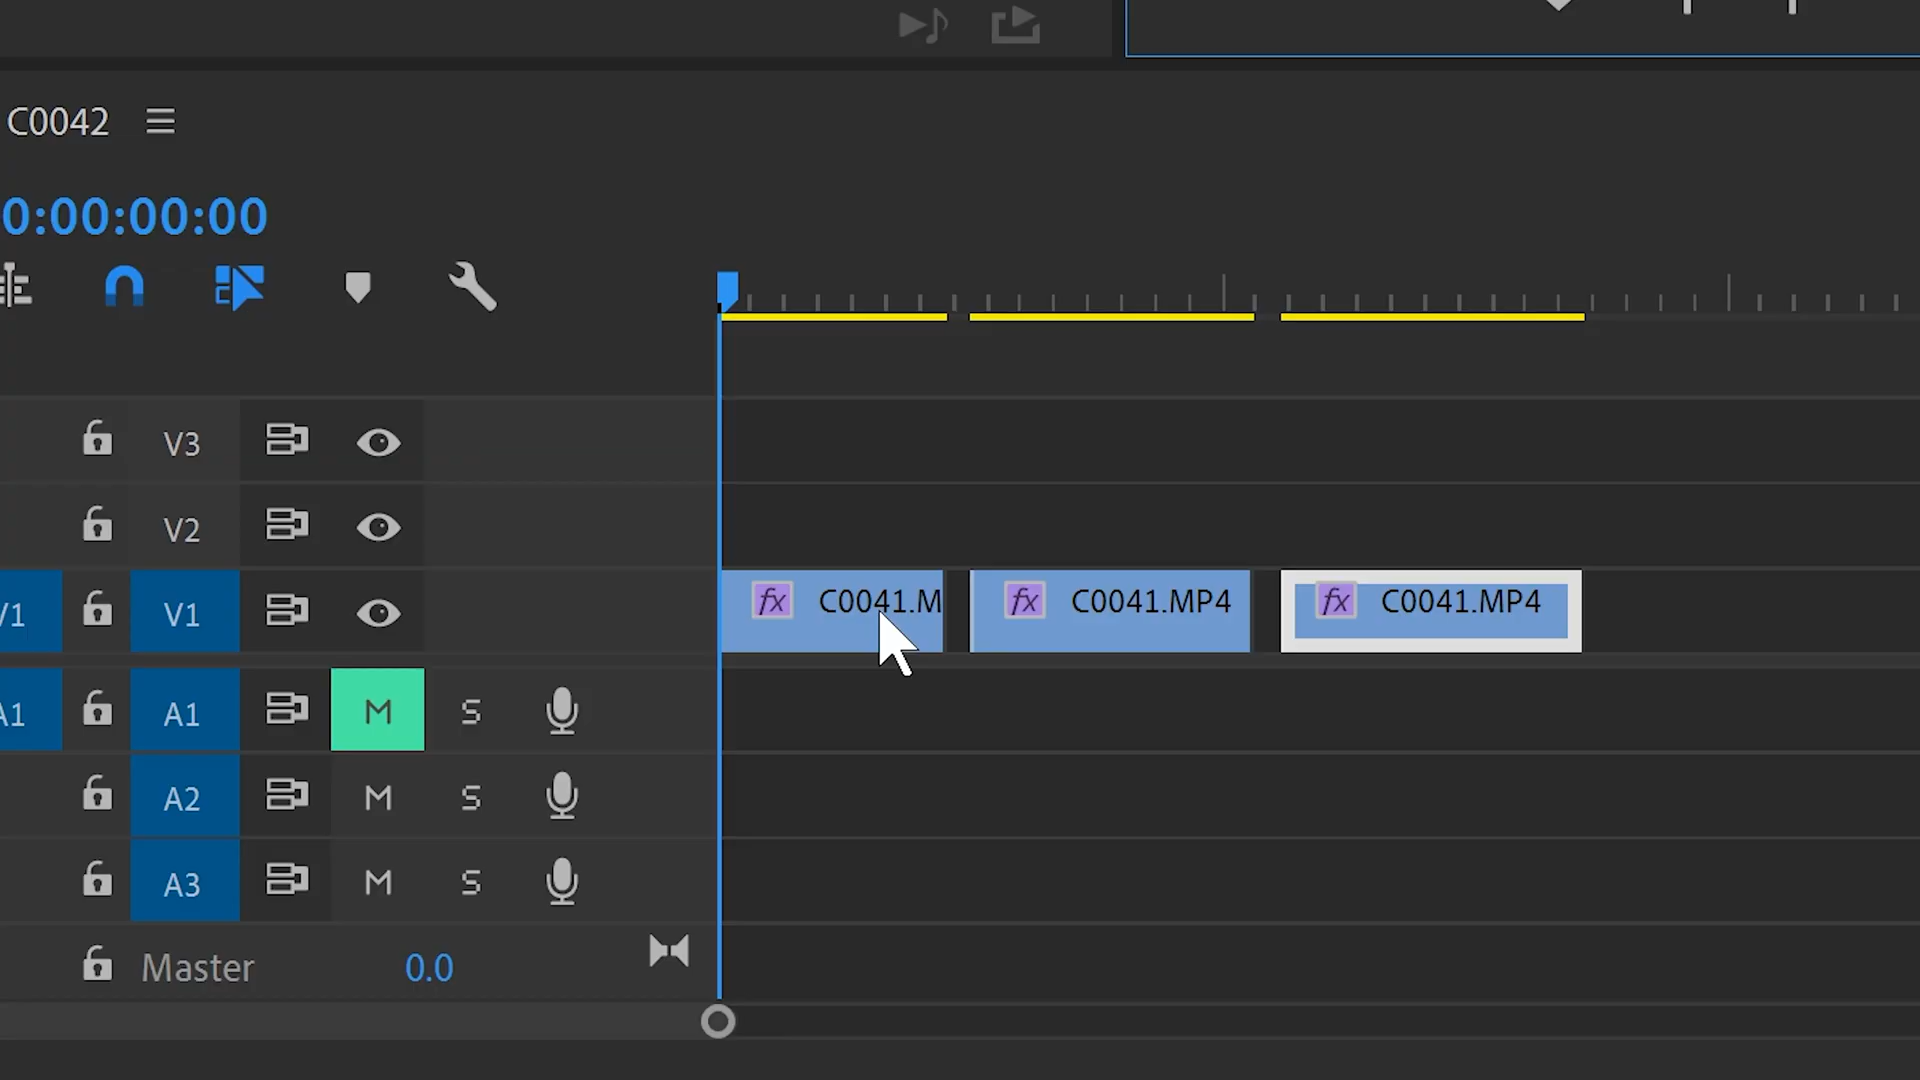 C0042
0:00:00:00
V3
V2
V1 V1 fx C0041.M fx C0041.MP4 fx C0041.MP4
A1 A1 M S
A2 M S
A3 M S
Master 0.0